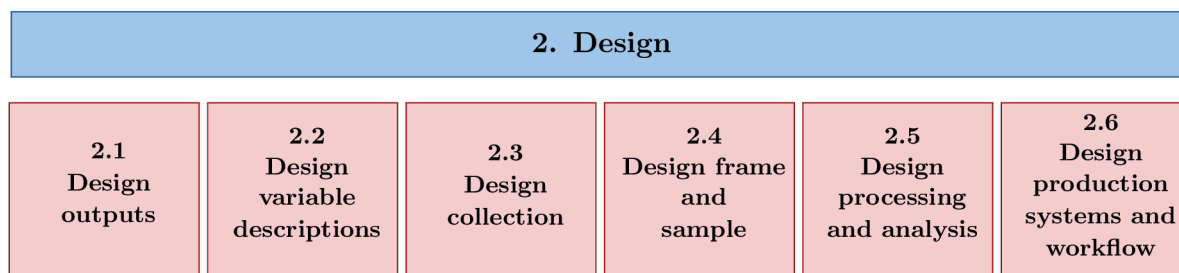 2. Design
2.1
Design
outputs
2.2
Design
variable
descriptions
2.3
Design
collection
2.4
Design frame
and
sample
2.5
Design
processing
and analysis
2.6
Design
production
systems and
workflow